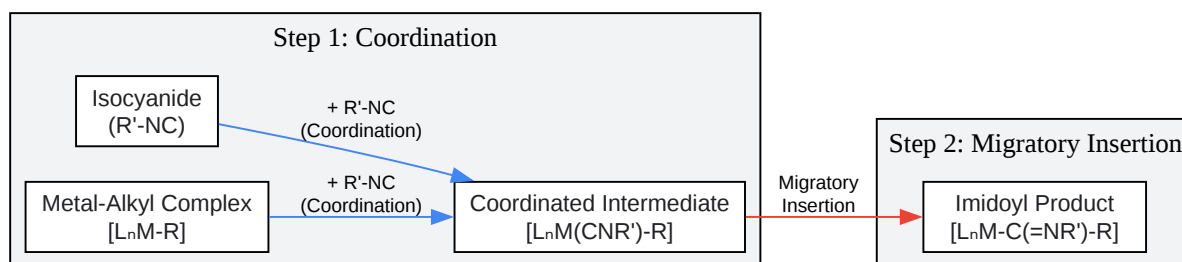 Step 1: Coordination
Isocyanide
(R'-NC)
+ R'-NC
(Coordination)
Metal-Alkyl Complex
[LₙM-R]
+ R'-NC
(Coordination)
Coordinated Intermediate
[LₙM(CNR')-R]
Migratory
Insertion
Step 2: Migratory Insertion
Imidoyl Product
[LₙM-C(=NR')-R]